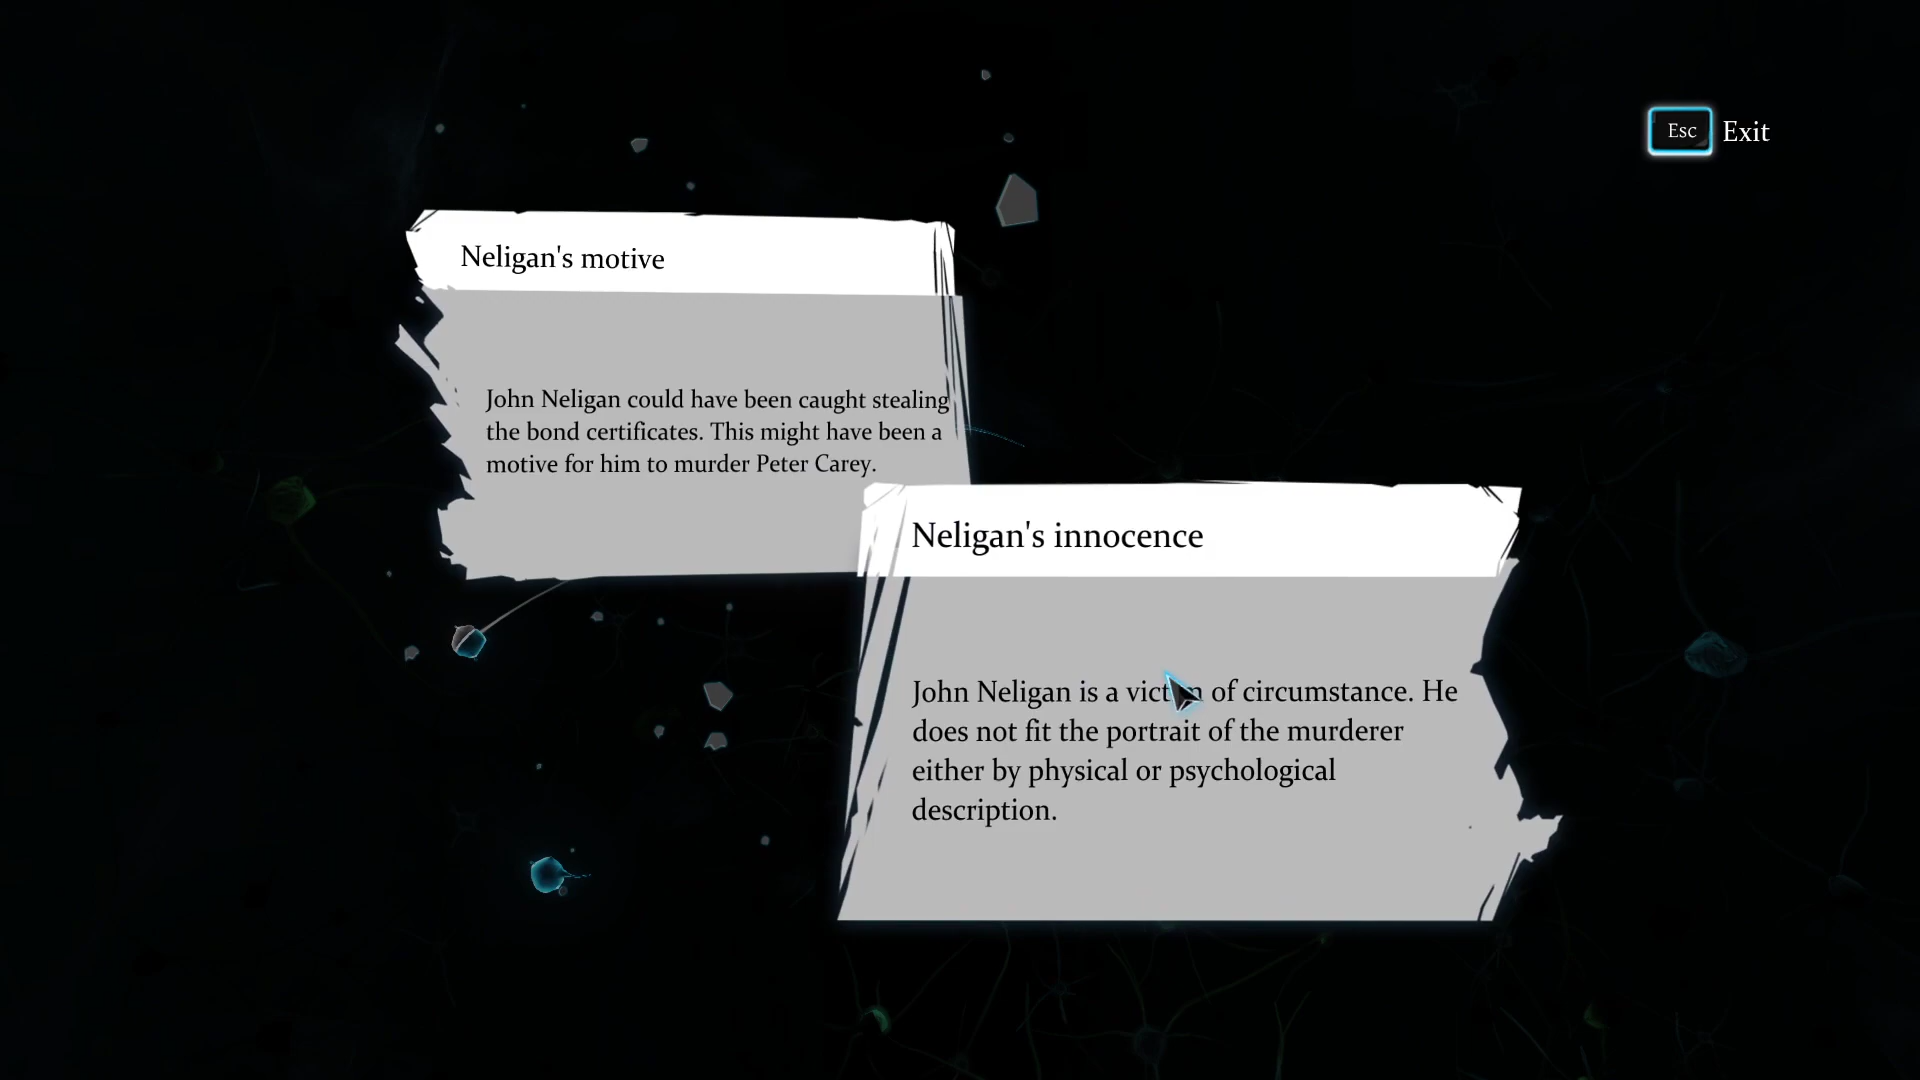 Esc Exit
Neligan's motive
John Neligan could have been caught stealing
the bond certificates. This might have been a
motive for him to murder Peter Carey.
Neligan's innocence
John Neligan is a victim of circumstance. He
does not fit the portrait of the murderer
either by physical or psychological
description.